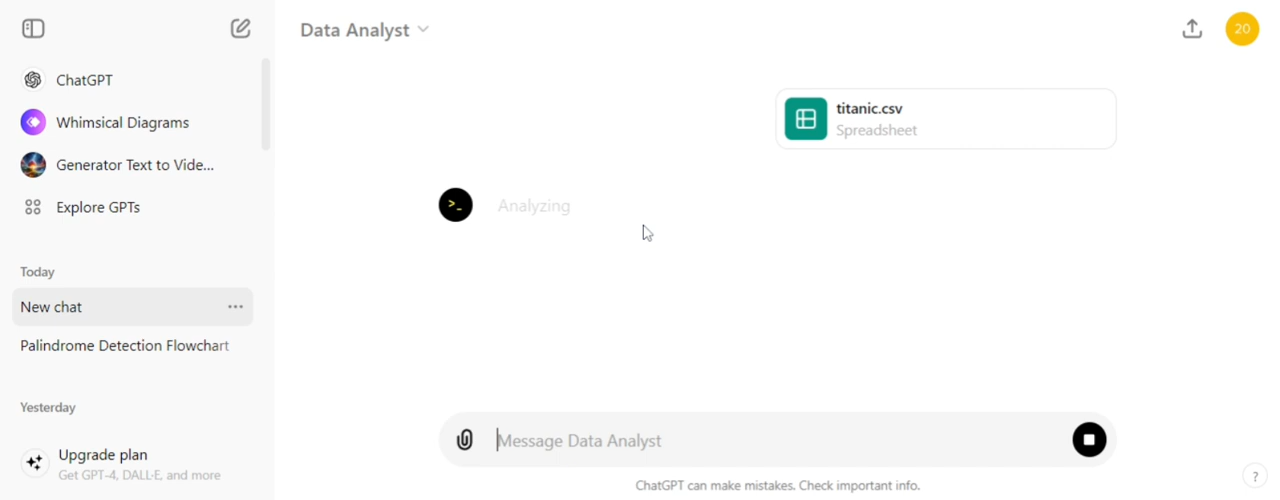 ChatGPT
Whimsical Diagrams
Generator Text to Vide...
Explore GPTs
Today
New chat
Palindrome Detection Flowchart
Yesterday
Upgrade plan
Get GPT-4, DALL·E, and more
Data Analyst
20
titanic.csv
Spreadsheet
>_
Analyzing
Message Data Analyst
ChatGPT can make mistakes. Check important info.
?